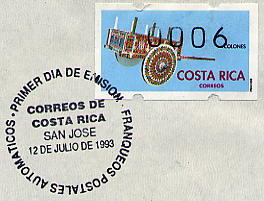 0006
COLONES
COSTA RICA
CORREOS
PRIMER DIA DE EMISION · FRANQUEOS POSTALES AUTOMATICOS ·
CORREOS DE
COSTA RICA
SAN JOSE
12 DE JULIO DE 1993